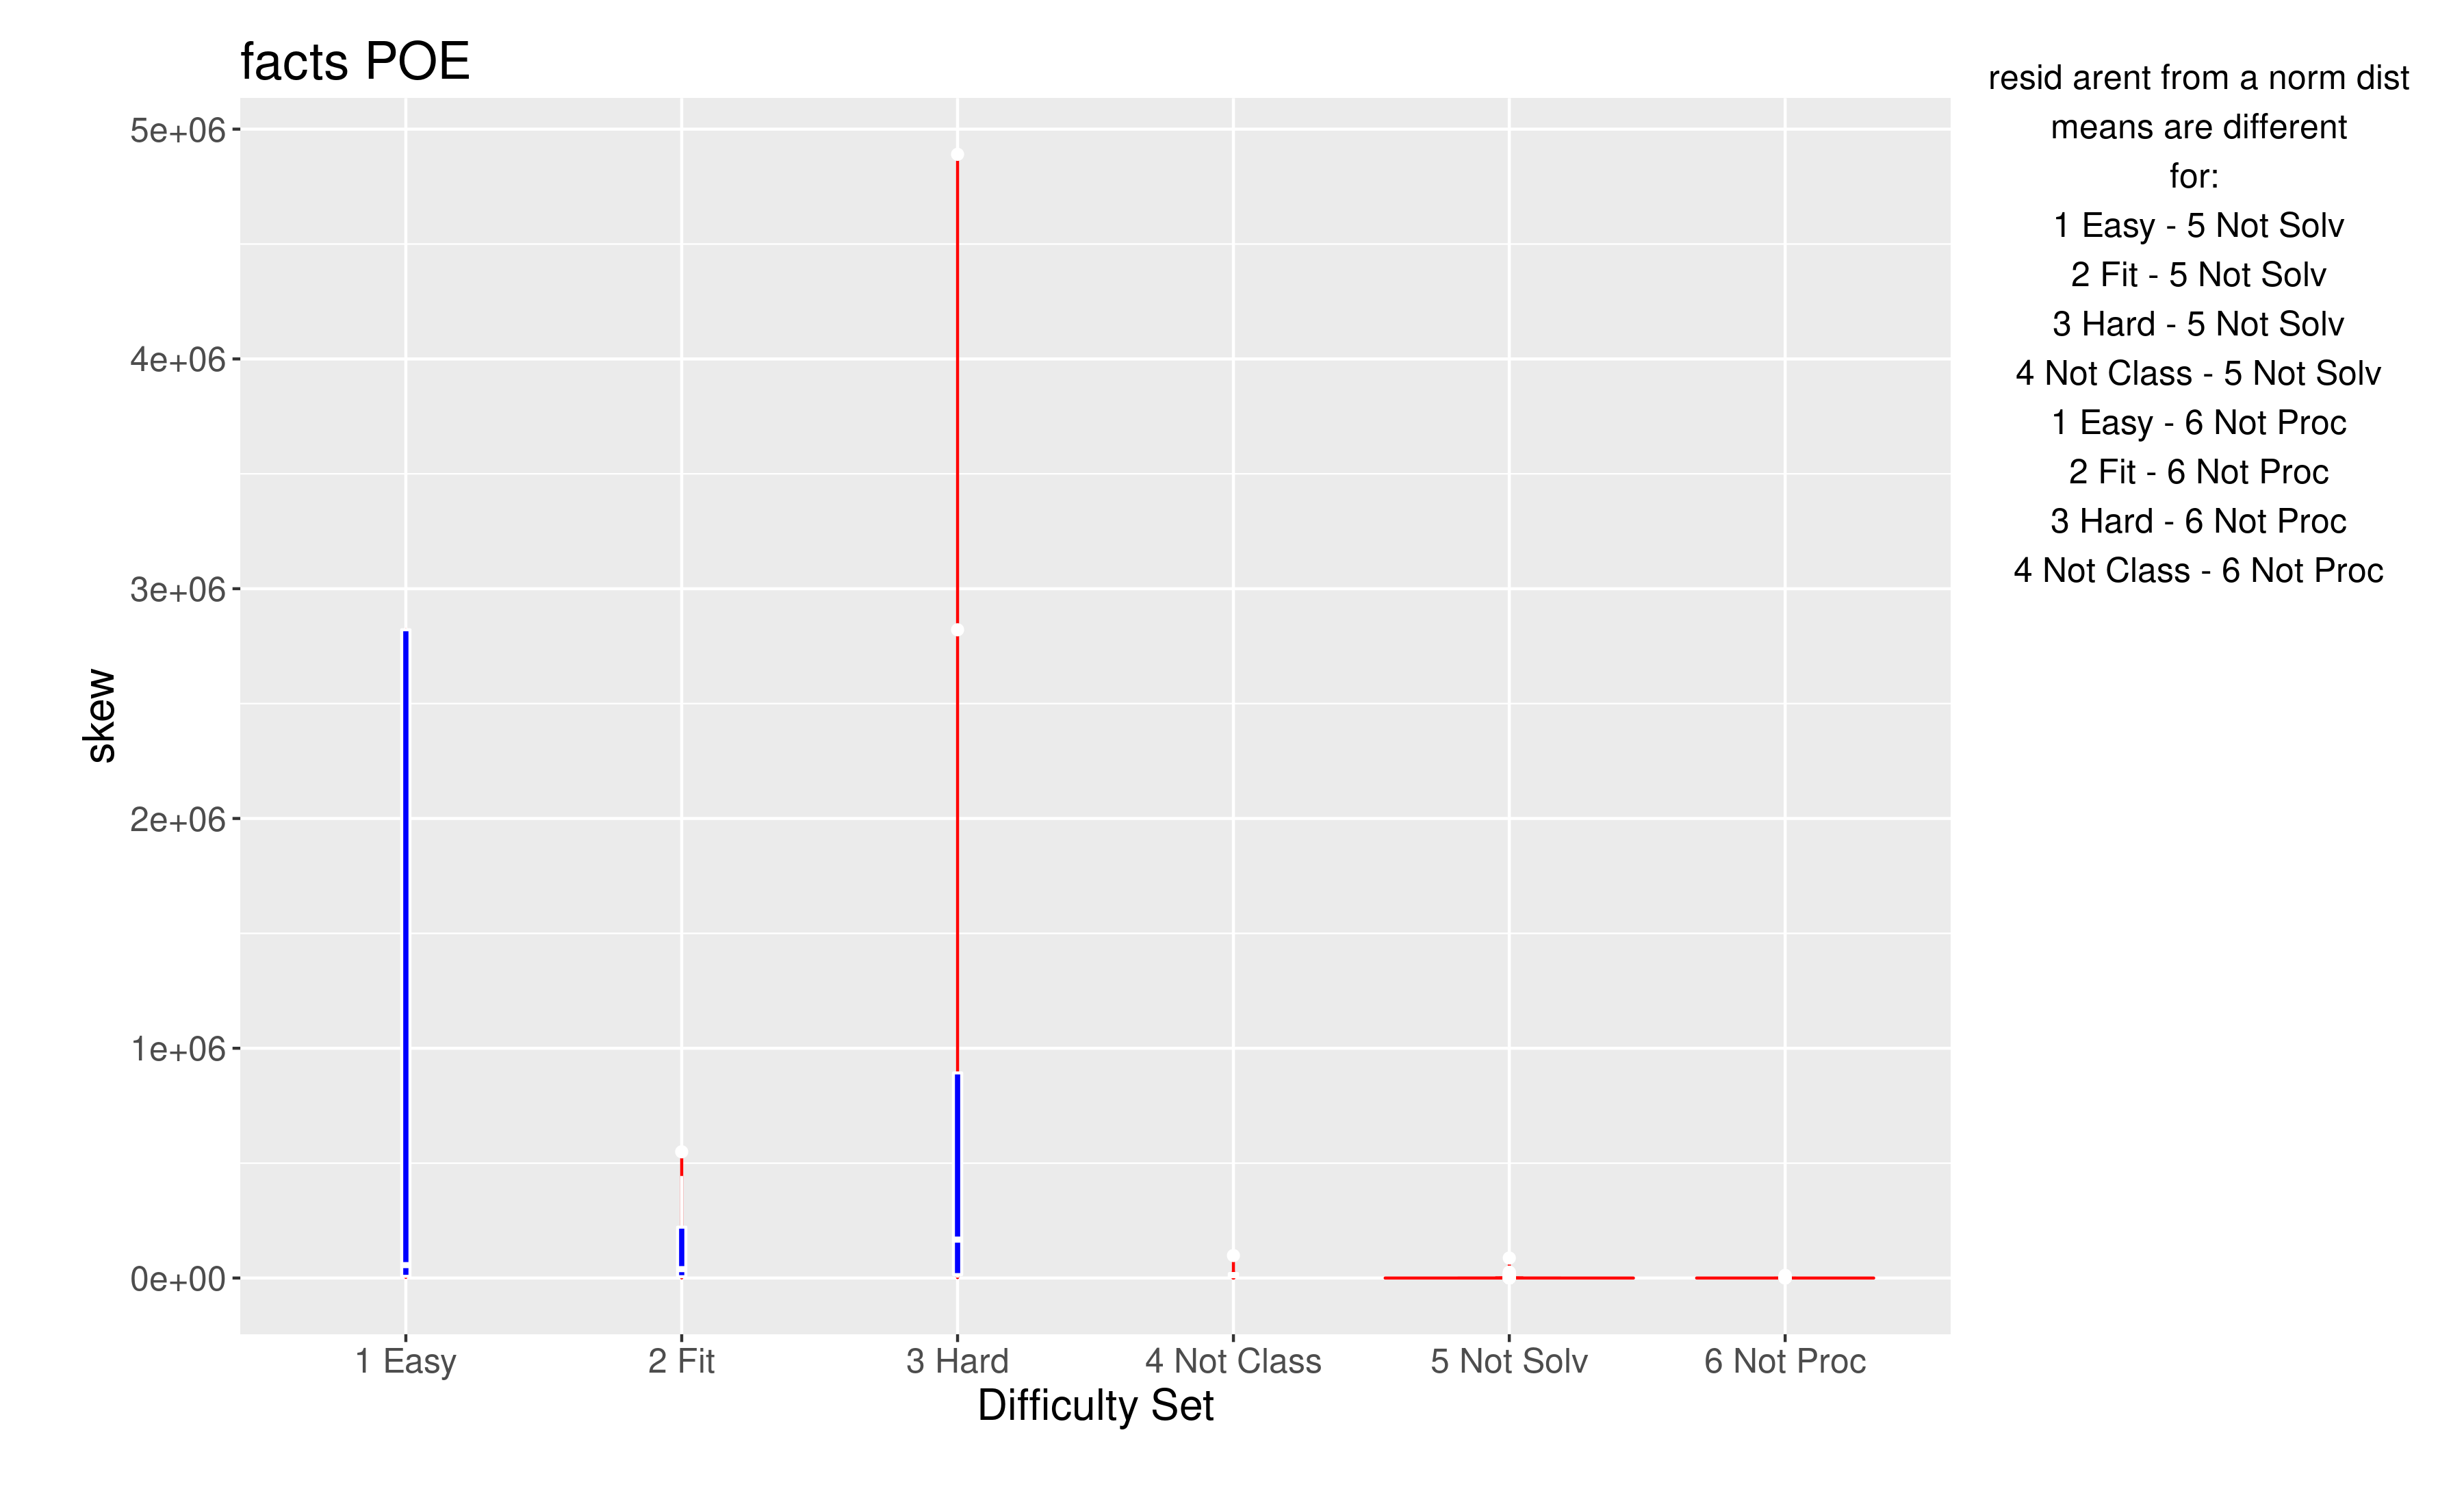 facts POE
resid arent from a norm dist
means are different
for:
1 Easy - 5 Not Solv
2 Fit - 5 Not Solv
3 Hard - 5 Not Solv
4 Not Class - 5 Not Solv
1 Easy - 6 Not Proc
2 Fit - 6 Not Proc
3 Hard - 6 Not Proc
4 Not Class - 6 Not Proc
5e+06
4e+06
3e+06
2e+06
1e+06
0e+00
skew
1 Easy
2 Fit
3 Hard
4 Not Class
5 Not Solv
6 Not Proc
Difficulty Set